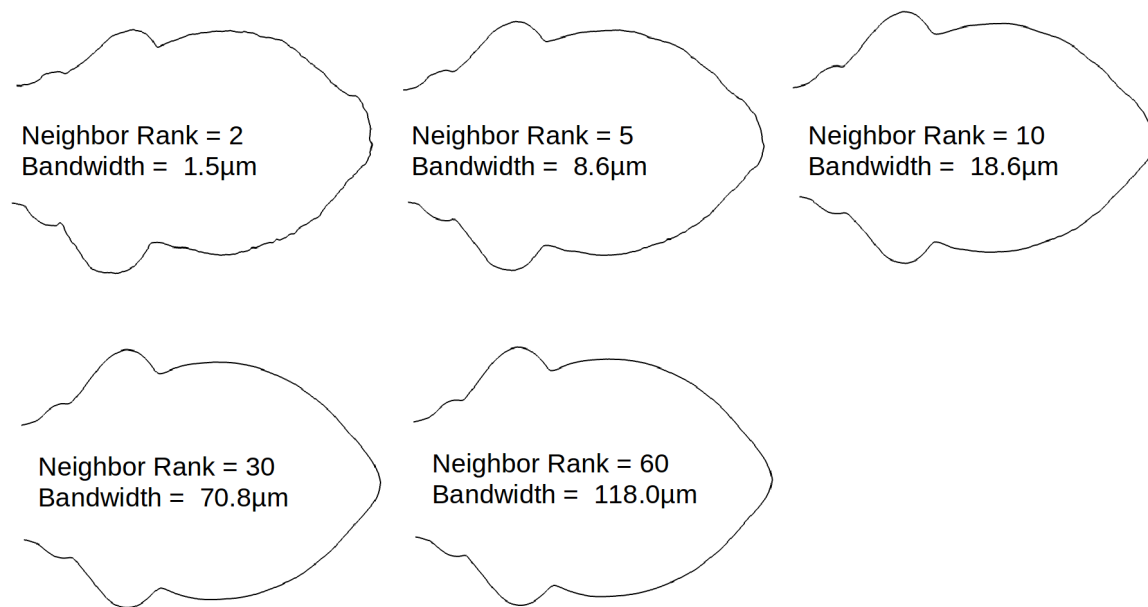 Neighbor Rank = 2
Bandwidth =  1.5µm
Neighbor Rank = 5
Bandwidth =  8.6µm
Neighbor Rank = 10
Bandwidth =  18.6µm
Neighbor Rank = 30
Bandwidth =  70.8µm
Neighbor Rank = 60
Bandwidth =  118.0µm